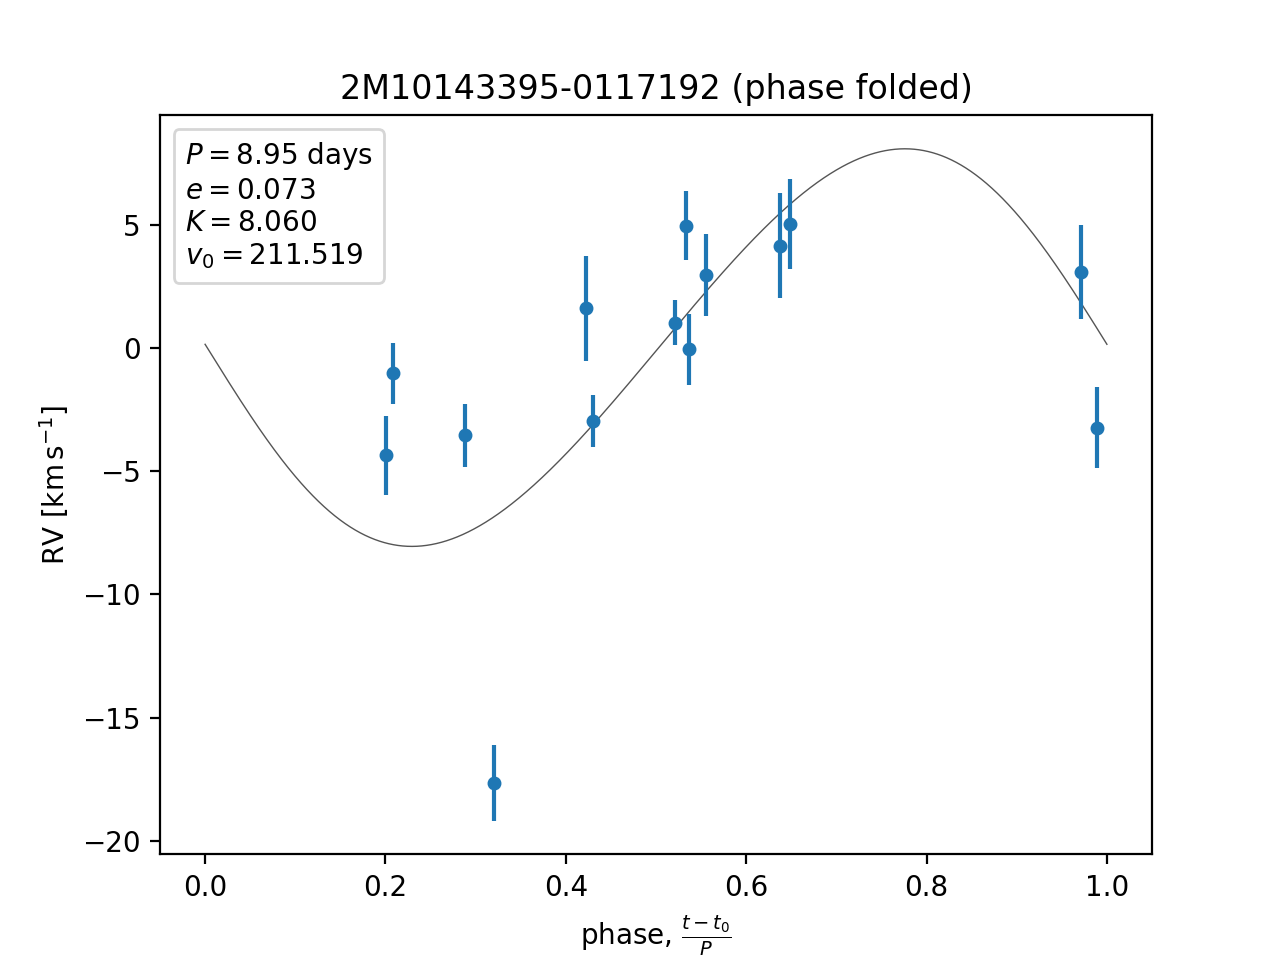 2M10143395-0117192 (phase folded)
P = 8.95 days
e = 0.073
K = 8.060
v₀ = 211.519
RV [km s⁻¹]
5
0
−5
−10
−15
−20
0.0 0.2 0.4 0.6 0.8 1.0
phase, (t − t₀)/P